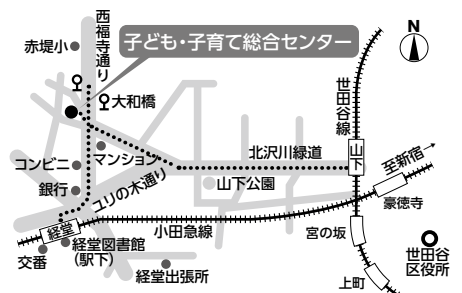 西福寺通り
赤堤小
子ども・子育て総合センター
N
大和橋
世田谷線
コンビニ
マンション
北沢川緑道
山下
至新宿→
銀行
ユリの木通り
山下公園
豪徳寺
経堂
小田急線
宮の坂
交番
経堂図書館
(駅下)
経堂出張所
世田谷
区役所
上町